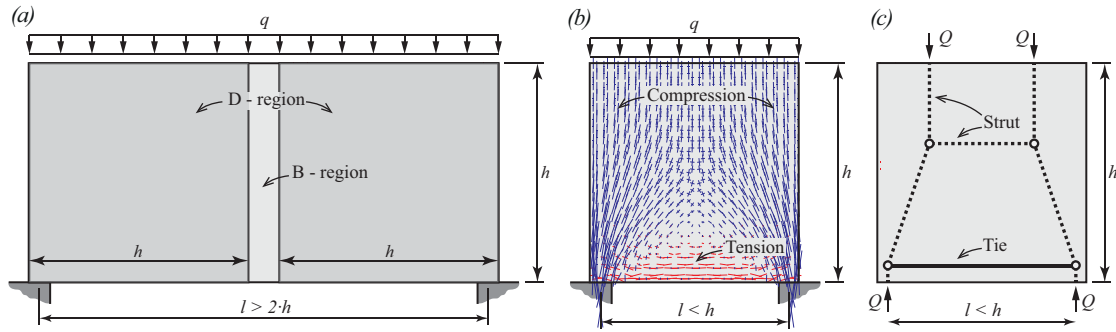 (a)
q
D - region
B - region
h
h
h
l > 2·h
(b)
q
Compression
Tension
l < h
(c)
Q
Q
Strut
Tie
h
Q
Q
l < h
h